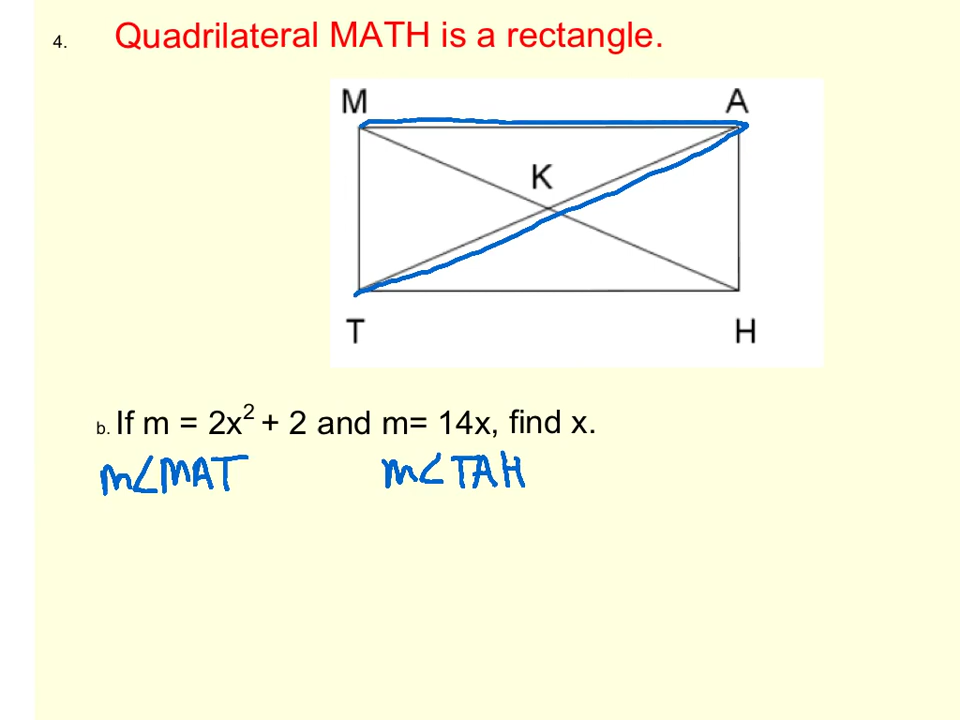 4. Quadrilateral MATH is a rectangle.
M A
K
T H
b. If m = 2x² + 2 and m= 14x, find x.
m∠MAT m∠TAH